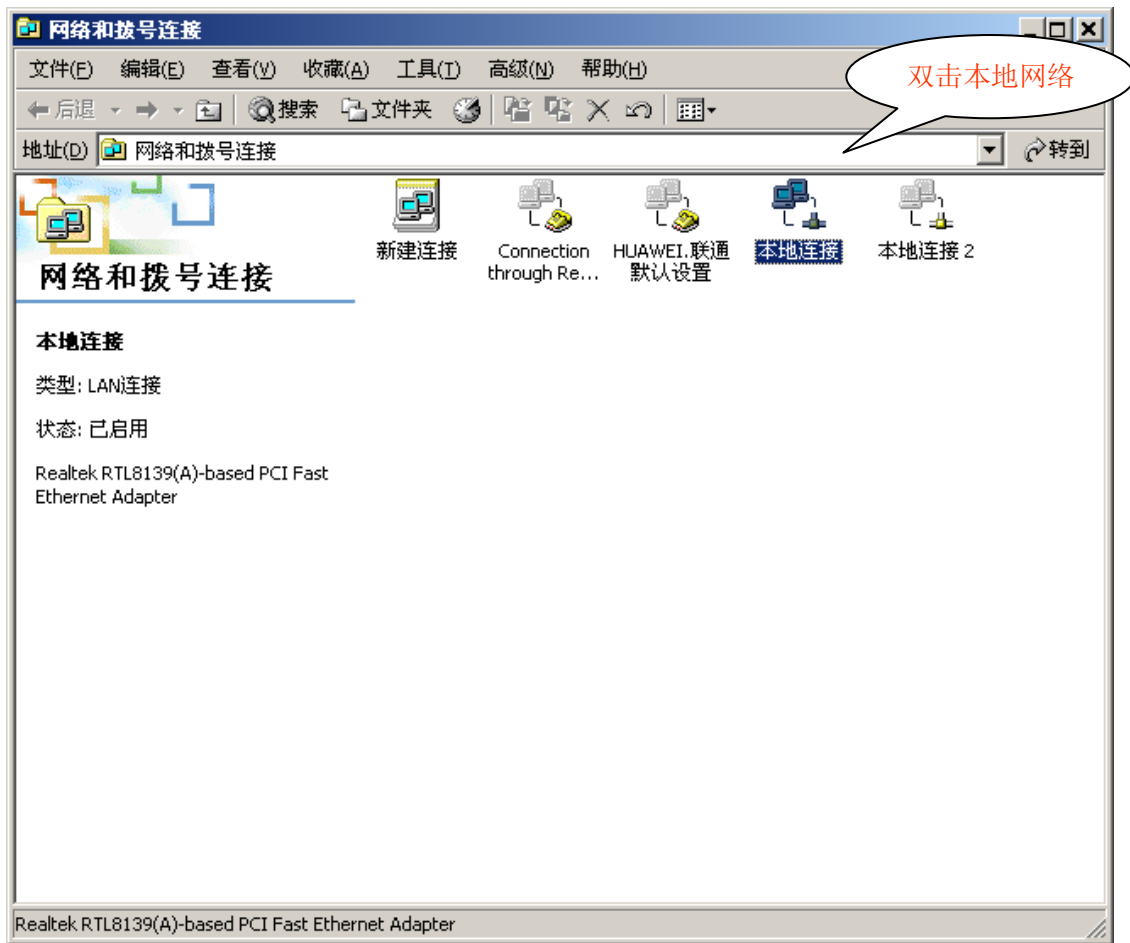 网络和拨号连接
文件(F) 编辑(E) 查看(V) 收藏(A) 工具(T) 高级(N) 帮助(H)
双击本地网络
后退 搜索 文件夹
地址(D) 网络和拨号连接 转到
网络和拨号连接
本地连接
类型: LAN连接
状态: 已启用
Realtek RTL8139(A)-based PCI Fast
Ethernet Adapter
新建连接
Connection
through Re...
HUAWEI.联通
默认设置
本地连接
本地连接 2
Realtek RTL8139(A)-based PCI Fast Ethernet Adapter